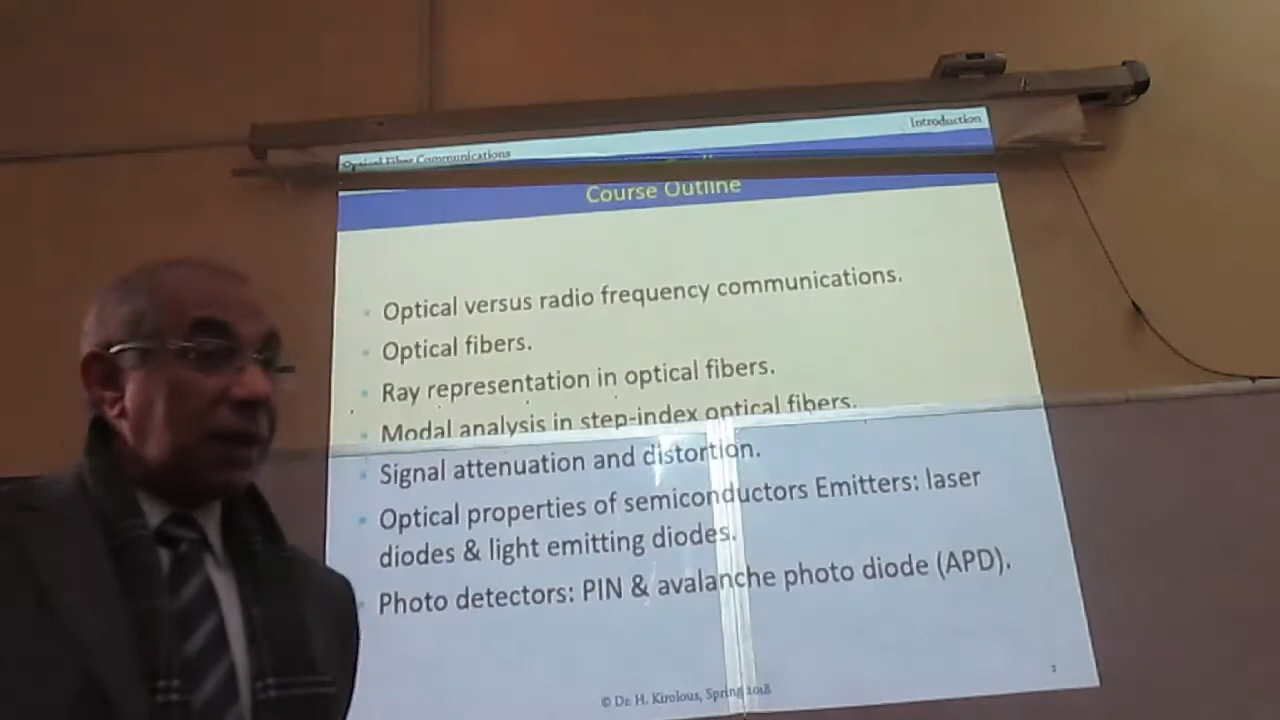 Optical Fiber Communications
Introduction
Course Outline
Optical versus radio frequency communications.
Optical fibers.
Ray representation in optical fibers.
Modal analysis in step-index optical fibers.
Signal attenuation and distortion.
Optical properties of semiconductors Emitters: laser
diodes & light emitting diodes.
Photo detectors: PIN & avalanche photo diode (APD).
© Dr. H. Kirolous, Spring 2018